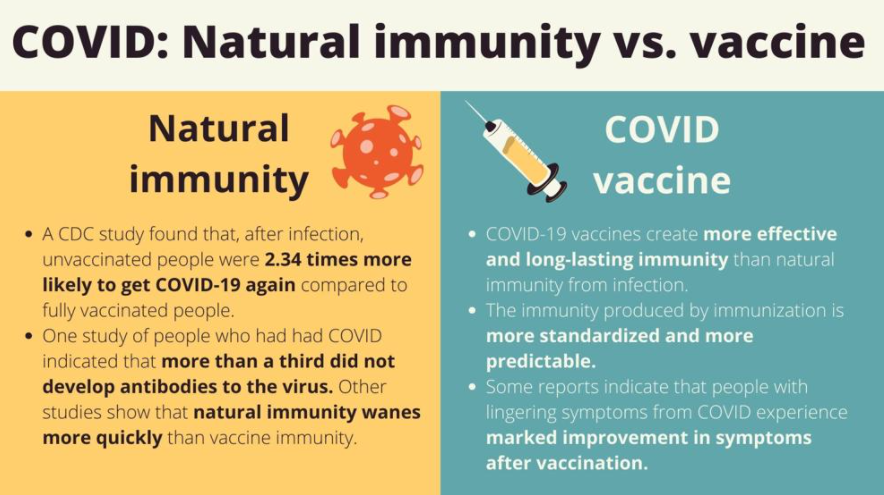 COVID: Natural immunity vs. vaccine
Natural
immunity
A CDC study found that, after infection,
unvaccinated people were 2.34 times more
likely to get COVID-19 again compared to
fully vaccinated people.
One study of people who had had COVID
indicated that more than a third did not
develop antibodies to the virus. Other
studies show that natural immunity wanes
more quickly than vaccine immunity.
COVID
vaccine
COVID-19 vaccines create more effective
and long-lasting immunity than natural
immunity from infection.
The immunity produced by immunization is
more standardized and more
predictable.
Some reports indicate that people with
lingering symptoms from COVID experience
marked improvement in symptoms
after vaccination.